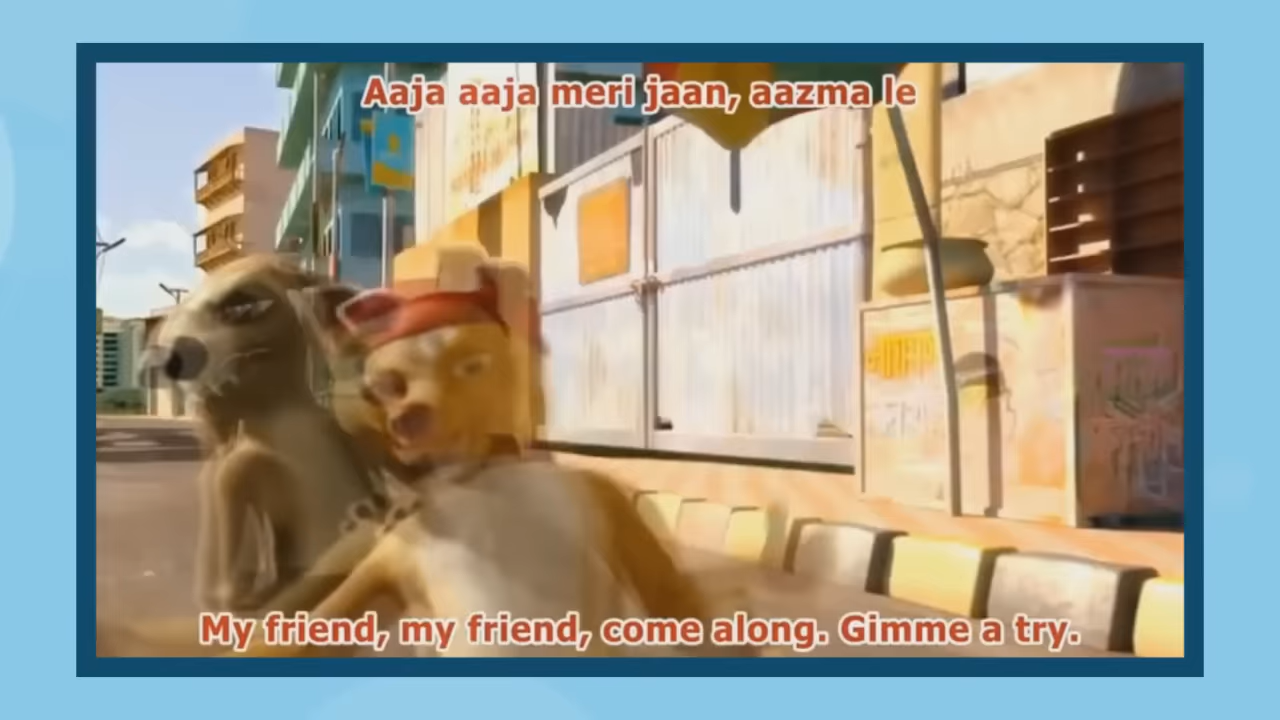 Aaja aaja meri jaan, aazma le
My friend, my friend, come along. Gimme a try.